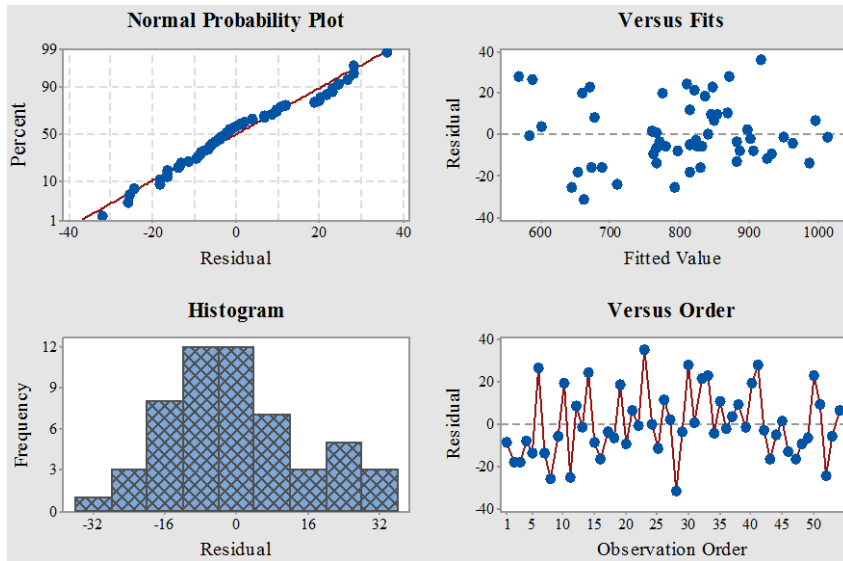 Normal Probability Plot
99
90
50
10
1
Percent
-40 -20 0 20 40
Residual
Versus Fits
40
20
0
-20
-40
Residual
600 700 800 900 1000
Fitted Value
Histogram
12
9
6
3
0
Frequency
-32 -16 0 16 32
Residual
Versus Order
40
20
0
-20
-40
Residual
1 5 10 15 20 25 30 35 40 45 50
Observation Order